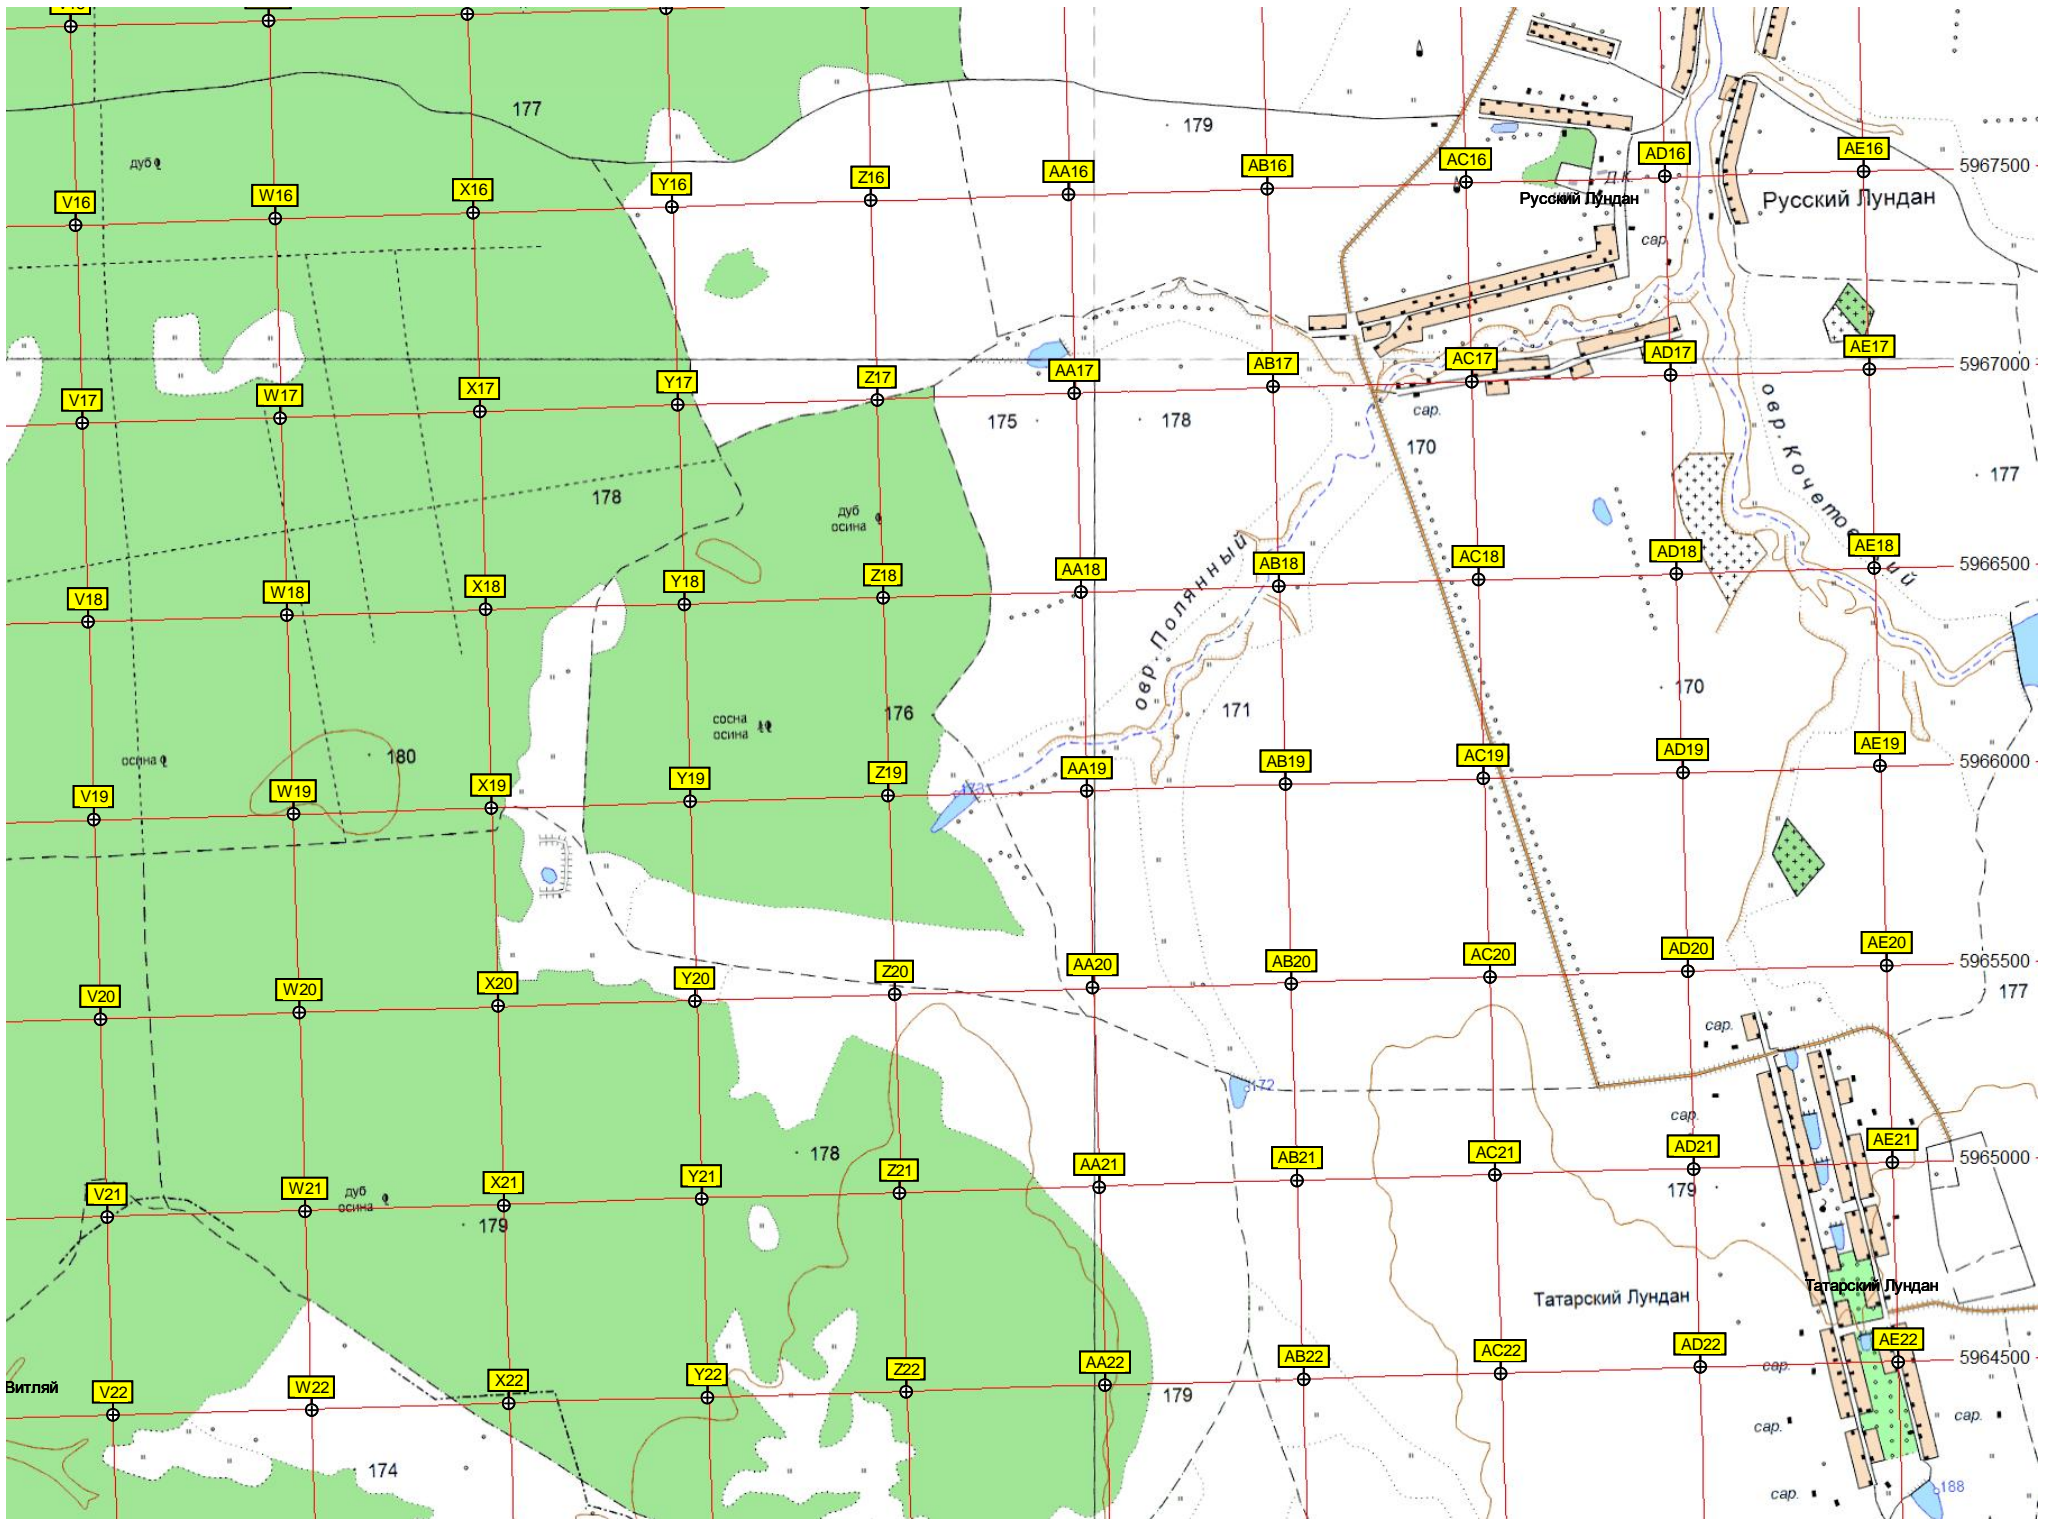 177
179
дуб
V16
W16
X16
Y16
Z16
AA16
AB16
AC16
AD16
AE16
5967500
Д.К.
Русский Лундан
Русский Лундан
сар.
V17
W17
X17
Y17
Z17
AA17
AB17
AC17
AD17
AE17
5967000
175
178
сар.
170
овр. Кочетовский
177
178
дуб
осина
овр. Полянный
V18
W18
X18
Y18
Z18
AA18
AB18
AC18
AD18
AE18
5966500
170
171
176
сосна
осина
180
осина
V19
W19
X19
Y19
Z19
AA19
AB19
AC19
AD19
AE19
5966000
173
V20
W20
X20
Y20
Z20
AA20
AB20
AC20
AD20
AE20
5965500
177
сар.
172
сар.
178
V21
W21
X21
Y21
Z21
AA21
AB21
AC21
AD21
AE21
5965000
дуб
осина
179
179
Татарский Лундан
Татарский Лундан
Витляй
V22
W22
X22
Y22
Z22
AA22
AB22
AC22
AD22
AE22
5964500
сар.
179
сар.
сар.
174
сар.
188